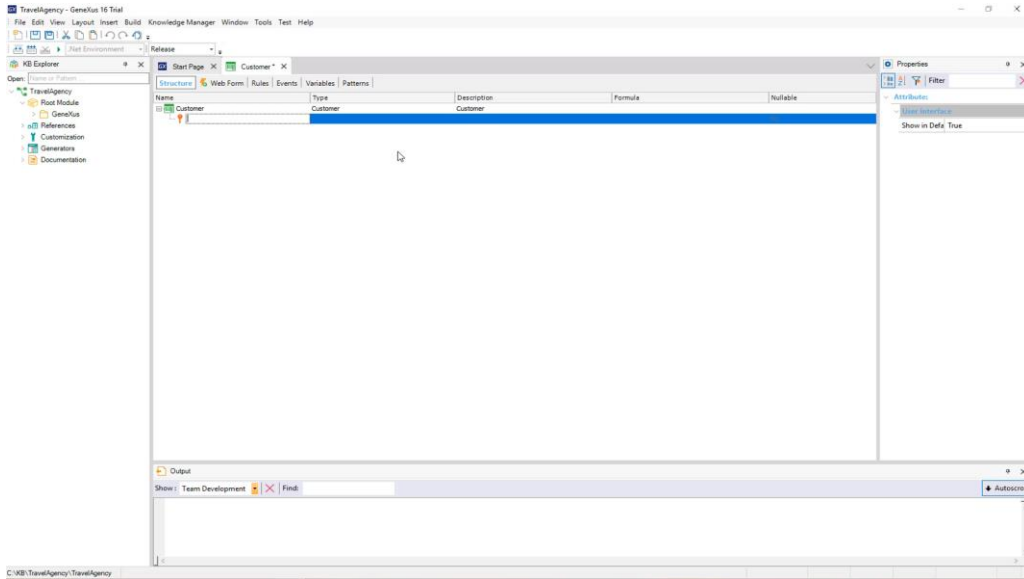 TravelAgency - GeneXus 16 Trial
File Edit View Layout Insert Build Knowledge Manager Window Tools Test Help
.Net Environment Release
KB Explorer
Open: Name or Pattern
TravelAgency
Root Module
GeneXus
References
Customization
Generators
Documentation
Start Page Customer *
Structure Web Form Rules Events Variables Patterns
Name Type Description Formula Nullable
Customer Customer Customer
Properties
Filter
Attributes
User Interface
Show in Defa True
Output
Show: Team Development Find:
Autoscro
C:\KB\TravelAgency\TravelAgency